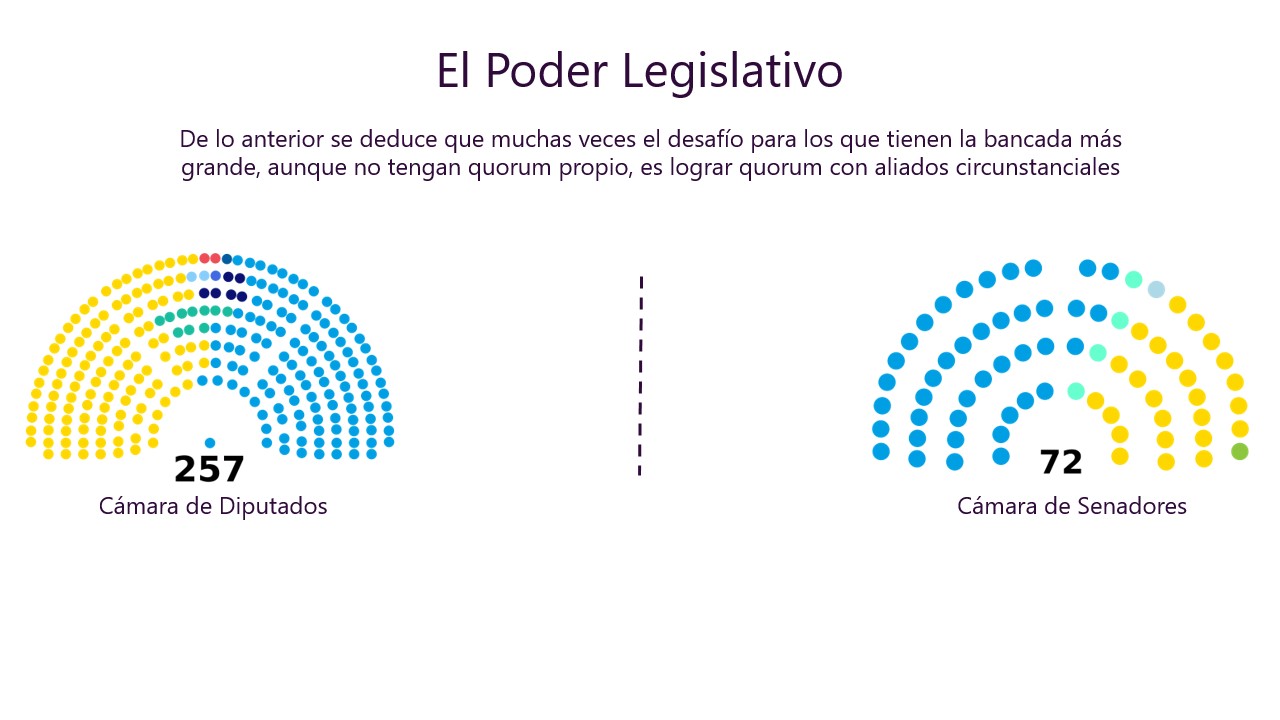 El Poder Legislativo
De lo anterior se deduce que muchas veces el desafío para los que tienen la bancada más
grande, aunque no tengan quorum propio, es lograr quorum con aliados circunstanciales
257
Cámara de Diputados
72
Cámara de Senadores